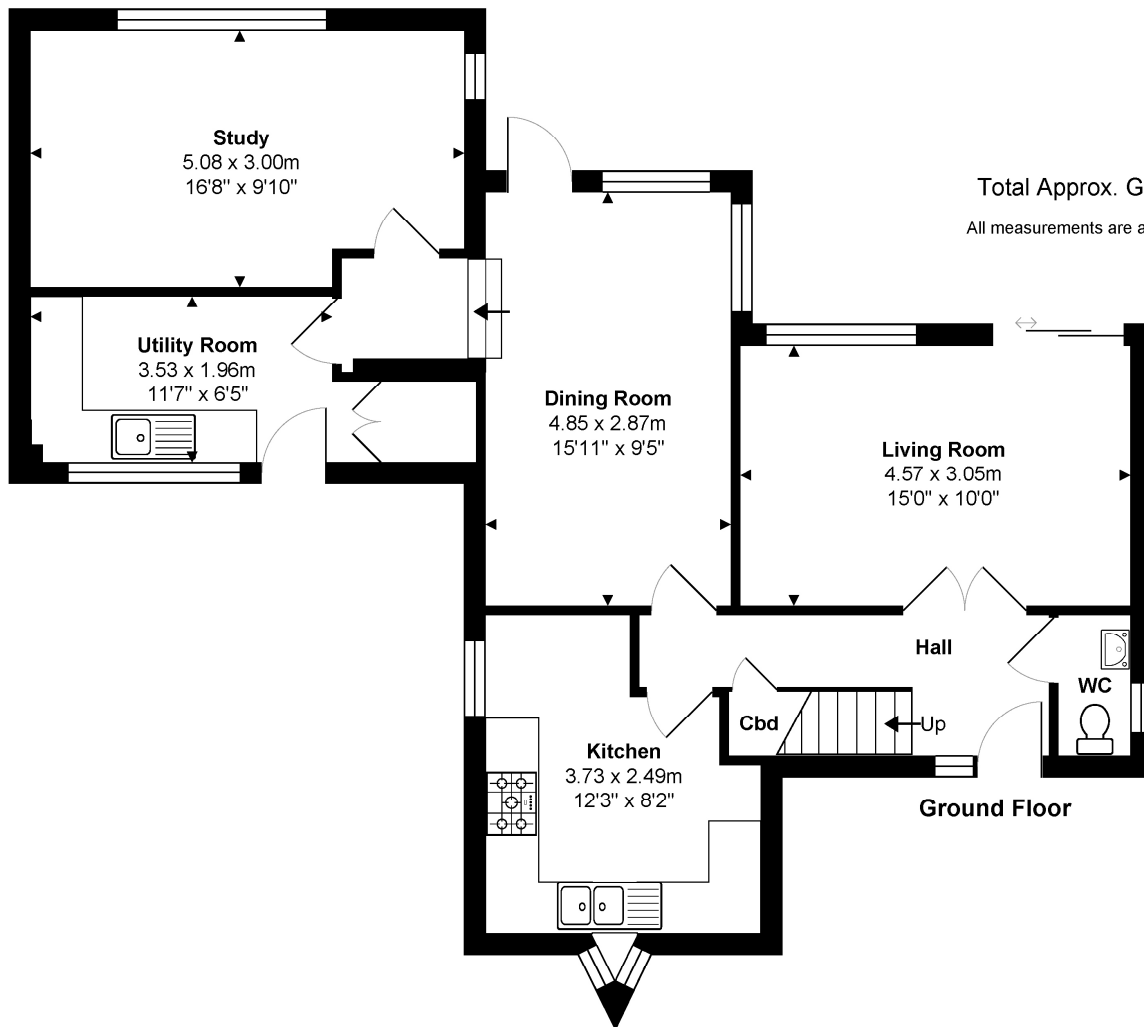 Study
5.08 x 3.00m
16'8" x 9'10"
Total Approx. G
All measurements are a
Utility Room
3.53 x 1.96m
11'7" x 6'5"
Dining Room
4.85 x 2.87m
15'11" x 9'5"
Living Room
4.57 x 3.05m
15'0" x 10'0"
Hall
WC
Cbd
Up
Kitchen
3.73 x 2.49m
12'3" x 8'2"
Ground Floor